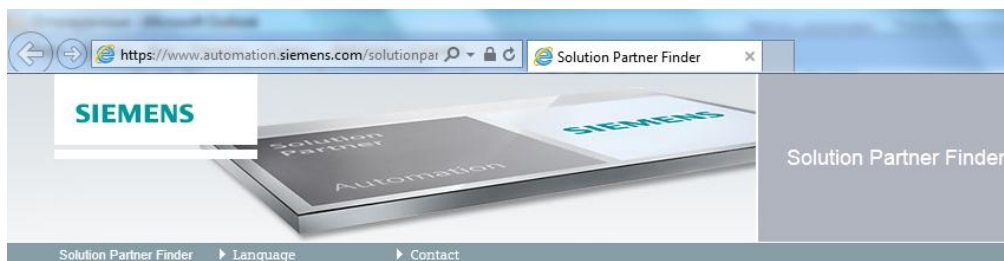 https://www.automation.siemens.com/solutionpar
Solution Partner Finder
SIEMENS
Solution
Partner
SIEMENS
Automation
Solution Partner Finder
Solution Partner Finder Language Contact